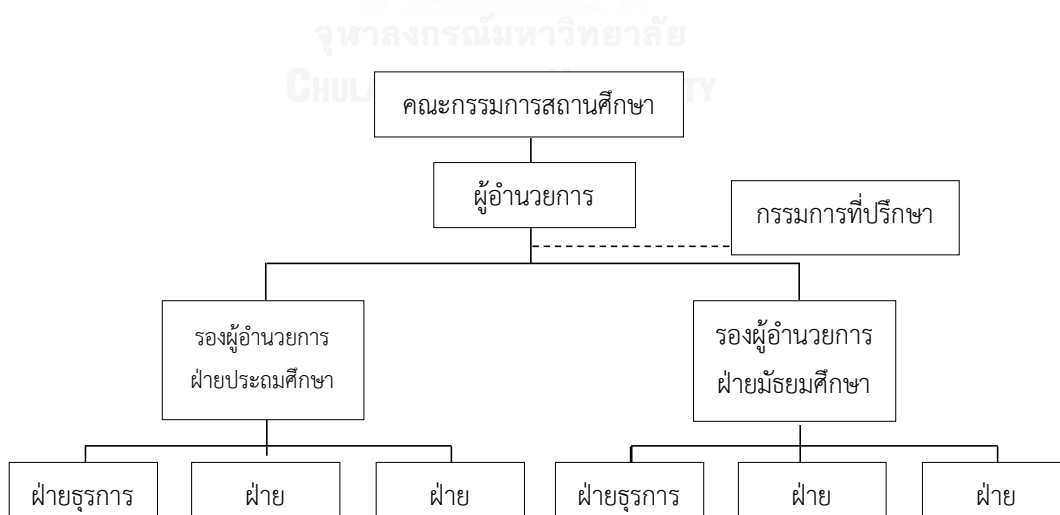 จุฬาลงกรณ์มหาวิทยาลัย
คณะกรรมการสถานศึกษา
ผู้อำนวยการ
กรรมการที่ปรึกษา
รองผู้อำนวยการ
ฝ่ายประถมศึกษา
รองผู้อำนวยการ
ฝ่ายมัธยมศึกษา
ฝ่ายธุรการ
ฝ่าย
ฝ่าย
ฝ่ายธุรการ
ฝ่าย
ฝ่าย